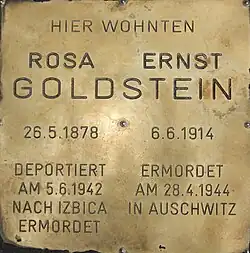 HIER WOHNTEN
ROSA ERNST
GOLDSTEIN
26.5.1878 6.6.1914
DEPORTIERT ERMORDET
AM 5.6.1942 AM 28.4.1944
NACH IZBICA IN AUSCHWITZ
ERMORDET